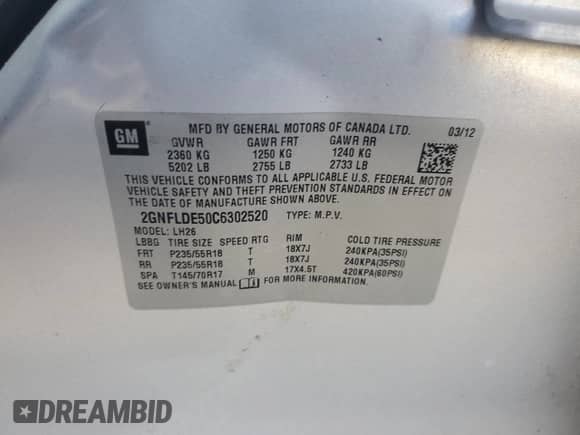 GM
MFD BY GENERAL MOTORS OF CANADA LTD. 03/12
GVWR GAWR FRT GAWR RR
2360 KG 1250 KG 1240 KG
5202 LB 2755 LB 2733 LB
THIS VEHICLE CONFORMS TO ALL APPLICABLE U.S. FEDERAL MOTOR
VEHICLE SAFETY AND THEFT PREVENTION STANDARDS IN EFFECT ON
THE DATE OF MANUFACTURE SHOWN ABOVE.
2GNFLDE50C6302520 TYPE: M.P.V.
MODEL: LH26
LBBG TIRE SIZE SPEED RTG RIM COLD TIRE PRESSURE
FRT P235/55R18 T 18X7J 240KPA(35PSI)
RR P235/55R18 T 18X7J 240KPA(35PSI)
SPA T145/70R17 M 17X4.5T 420KPA(60PSI)
SEE OWNER'S MANUAL FOR MORE INFORMATION.
DREAMBID